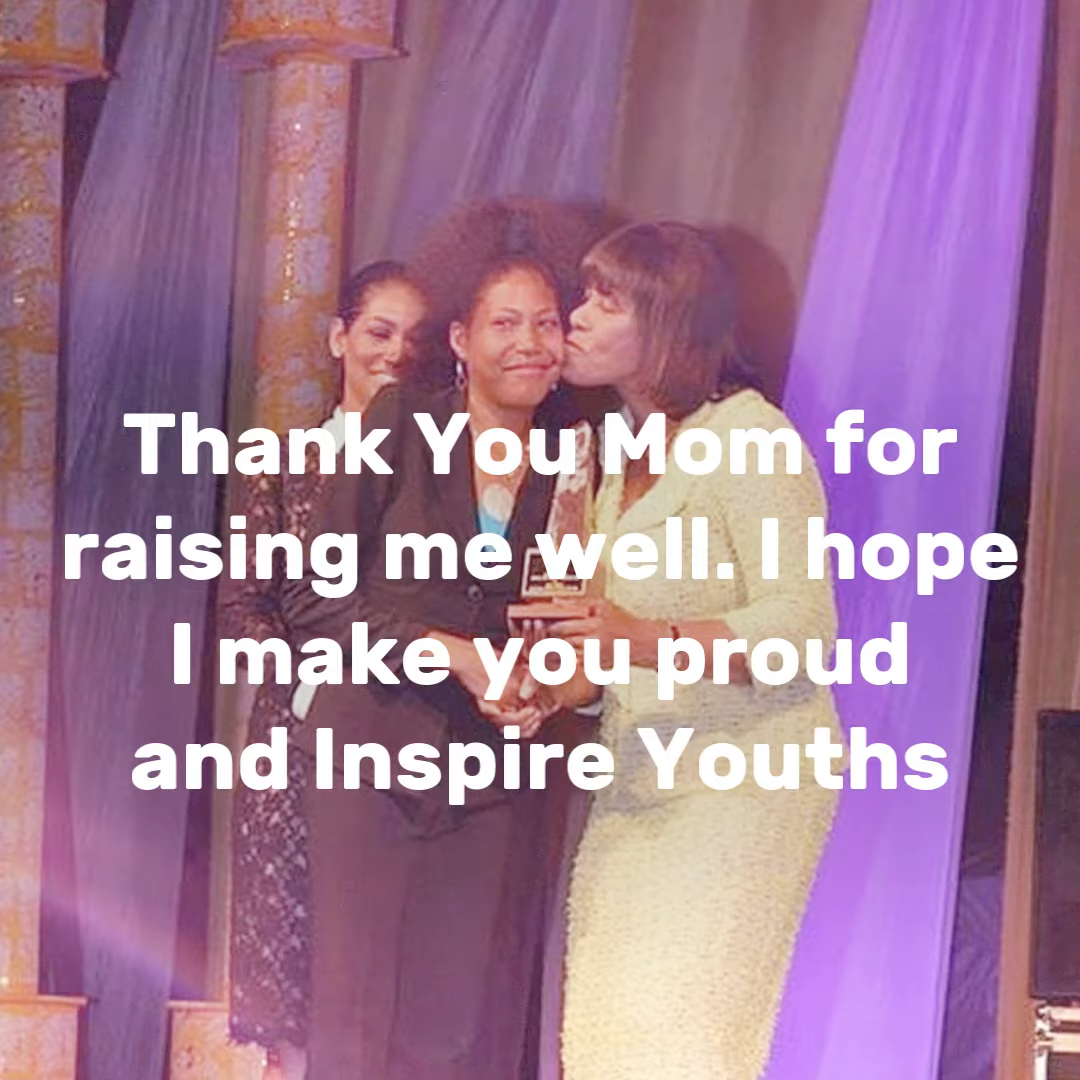 Thank You Mom for
raising me well. I hope
I make you proud
and Inspire Youths